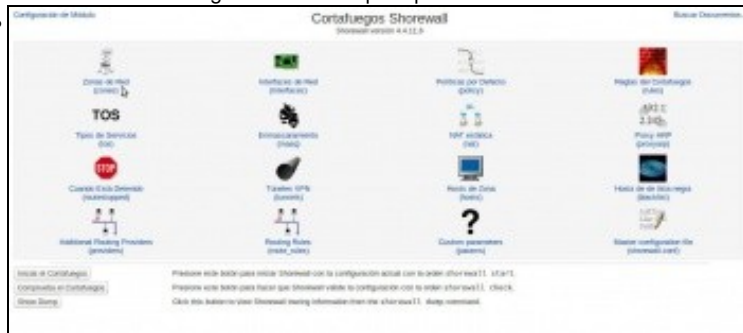 Configuración de Módulo
Cortafuegos Shorewall
Buscar Documentos..
Shorewall versión 4.4.11.6
Zonas de Red
(zones)
Interfaces de Red
(interfaces)
Políticas por Defecto
(policy)
Reglas del Cortafuegos
(rules)
TOS
Tipos de Servicios
(tos)
Enmascaramiento
(masq)
NAT estática
(nat)
Proxy ARP
(proxyarp)
STOP
Cuando Está Detenido
(routestopped)
Túneles VPN
(tunnels)
Hosts de Zona
(hosts)
Hosts de de lista negra
(blacklist)
Additional Routing Providers
(providers)
Routing Rules
(route_rules)
?
Custom parameters
(params)
Master configuration file
(shorewall.conf)
Iniciar el Cortafuegos
Presione este botón para iniciar Shorewall con la configuración actual con la orden shorewall start.
Comprueba el Cortafuegos
Presione este botón para hacer que Shorewall valide la configuración con la orden shorewall check.
Show Dump
Click this button to view Shorewall tracing information from the shorewall dump command.